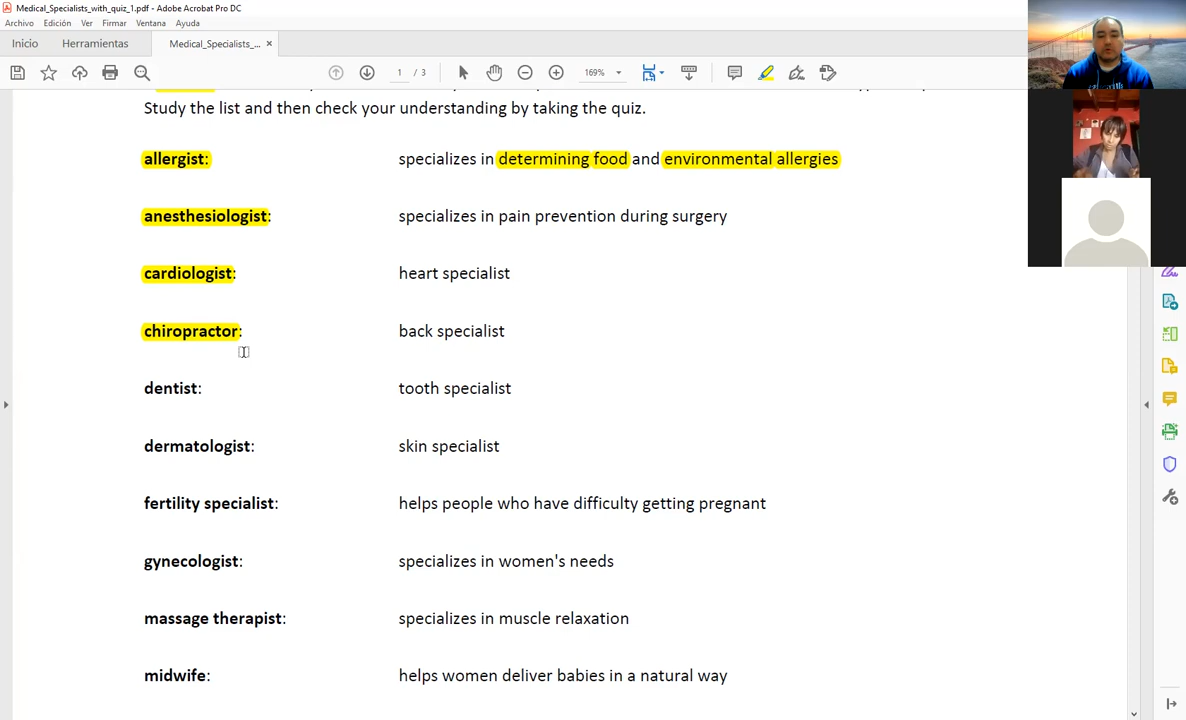 Medical_Specialists_with_quiz_1.pdf - Adobe Acrobat Pro DC
Archivo Edición Ver Firmar Ventana Ayuda
Inicio Herramientas Medical_Specialists_... ×
1 / 3 169%
Study the list and then check your understanding by taking the quiz.
allergist: specializes in determining food and environmental allergies
anesthesiologist: specializes in pain prevention during surgery
cardiologist: heart specialist
chiropractor: back specialist
dentist: tooth specialist
dermatologist: skin specialist
fertility specialist: helps people who have difficulty getting pregnant
gynecologist: specializes in women's needs
massage therapist: specializes in muscle relaxation
midwife: helps women deliver babies in a natural way